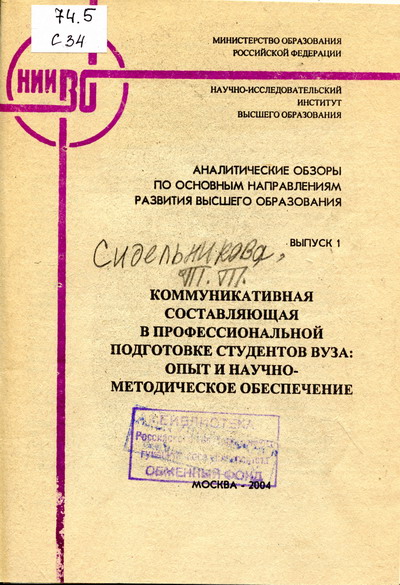 74.5
С 34
НИИВО
МИНИСТЕРСТВО ОБРАЗОВАНИЯ
РОССИЙСКОЙ ФЕДЕРАЦИИ
НАУЧНО-ИССЛЕДОВАТЕЛЬСКИЙ
ИНСТИТУТ
ВЫСШЕГО ОБРАЗОВАНИЯ
АНАЛИТИЧЕСКИЕ ОБЗОРЫ
ПО ОСНОВНЫМ НАПРАВЛЕНИЯМ
РАЗВИТИЯ ВЫСШЕГО ОБРАЗОВАНИЯ
ВЫПУСК 1
Сидельникова,
Т.Т.
КОММУНИКАТИВНАЯ
СОСТАВЛЯЮЩАЯ
В ПРОФЕССИОНАЛЬНОЙ
ПОДГОТОВКЕ СТУДЕНТОВ ВУЗА:
ОПЫТ И НАУЧНО-
МЕТОДИЧЕСКОЕ ОБЕСПЕЧЕНИЕ
БИБЛИОТЕКА
ОБМЕННЫЙ ФОНД
МОСКВА - 2004